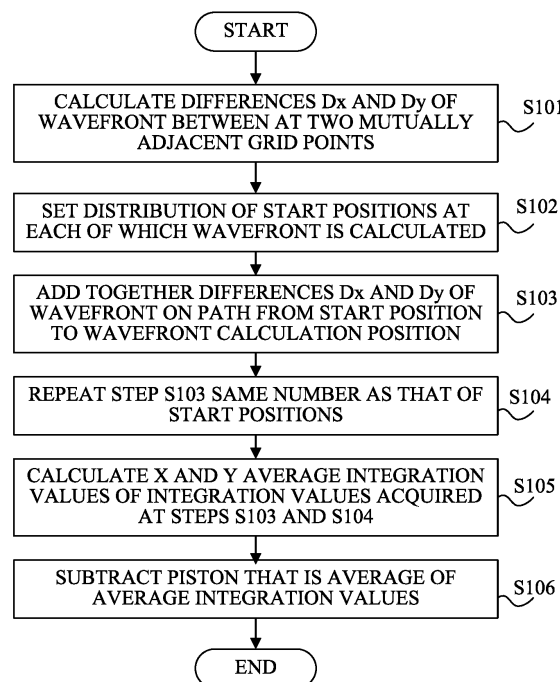 START
CALCULATE DIFFERENCES Dx AND Dy OF
WAVEFRONT BETWEEN AT TWO MUTUALLY
ADJACENT GRID POINTS
S101
SET DISTRIBUTION OF START POSITIONS AT
EACH OF WHICH WAVEFRONT IS CALCULATED
S102
ADD TOGETHER DIFFERENCES Dx AND Dy OF
WAVEFRONT ON PATH FROM START POSITION
TO WAVEFRONT CALCULATION POSITION
S103
REPEAT STEP S103 SAME NUMBER AS THAT OF
START POSITIONS
S104
CALCULATE X AND Y AVERAGE INTEGRATION
VALUES OF INTEGRATION VALUES ACQUIRED
AT STEPS S103 AND S104
S105
SUBTRACT PISTON THAT IS AVERAGE OF
AVERAGE INTEGRATION VALUES
S106
END